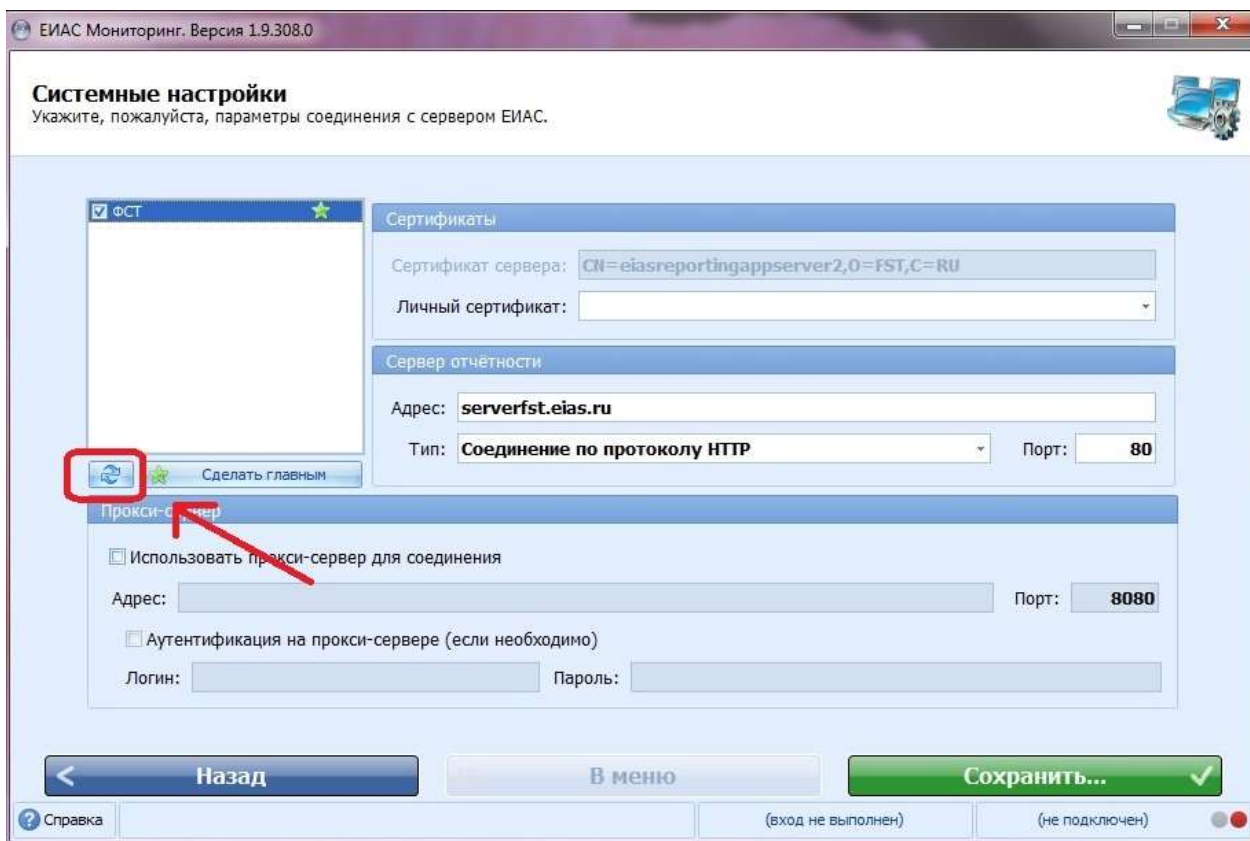 ЕИАС Мониторинг. Версия 1.9.308.0
Системные настройки
Укажите, пожалуйста, параметры соединения с сервером ЕИАС.
ФСТ
Сделать главным
Сертификаты
Сертификат сервера: CN=eiasreportingappserver2,O=FST,C=RU
Личный сертификат:
Сервер отчётности
Адрес: serverfst.eias.ru
Тип: Соединение по протоколу HTTP Порт: 80
Прокси-сервер
Использовать прокси-сервер для соединения
Адрес: Порт: 8080
Аутентификация на прокси-сервере (если необходимо)
Логин: Пароль:
< Назад В меню Сохранить...
? Справка (вход не выполнен) (не подключен)